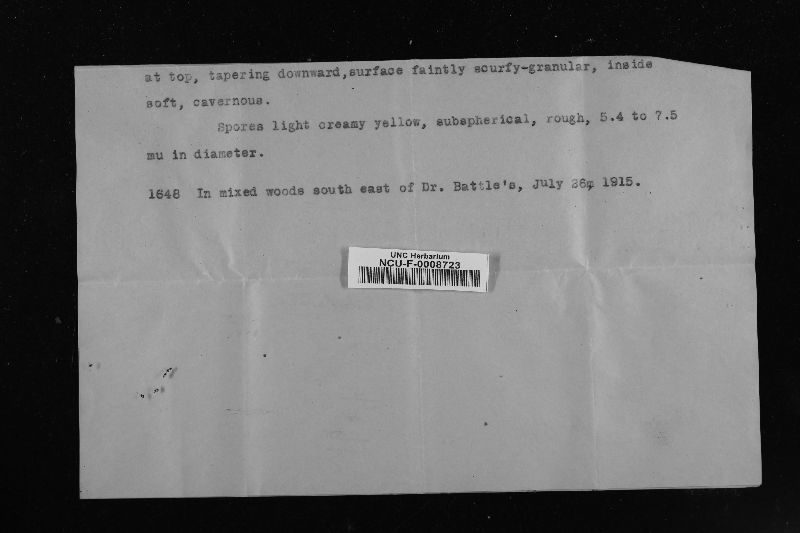 at top, tapering downward,surface faintly scurfy-granular, inside
soft, cavernous.
Spores light creamy yellow, subspherical, rough, 5.4 to 7.5
mu in diameter.
1648 In mixed woods south east of Dr. Battle's, July 26, 1915.
UNC Herbarium
NCU-F-0008723